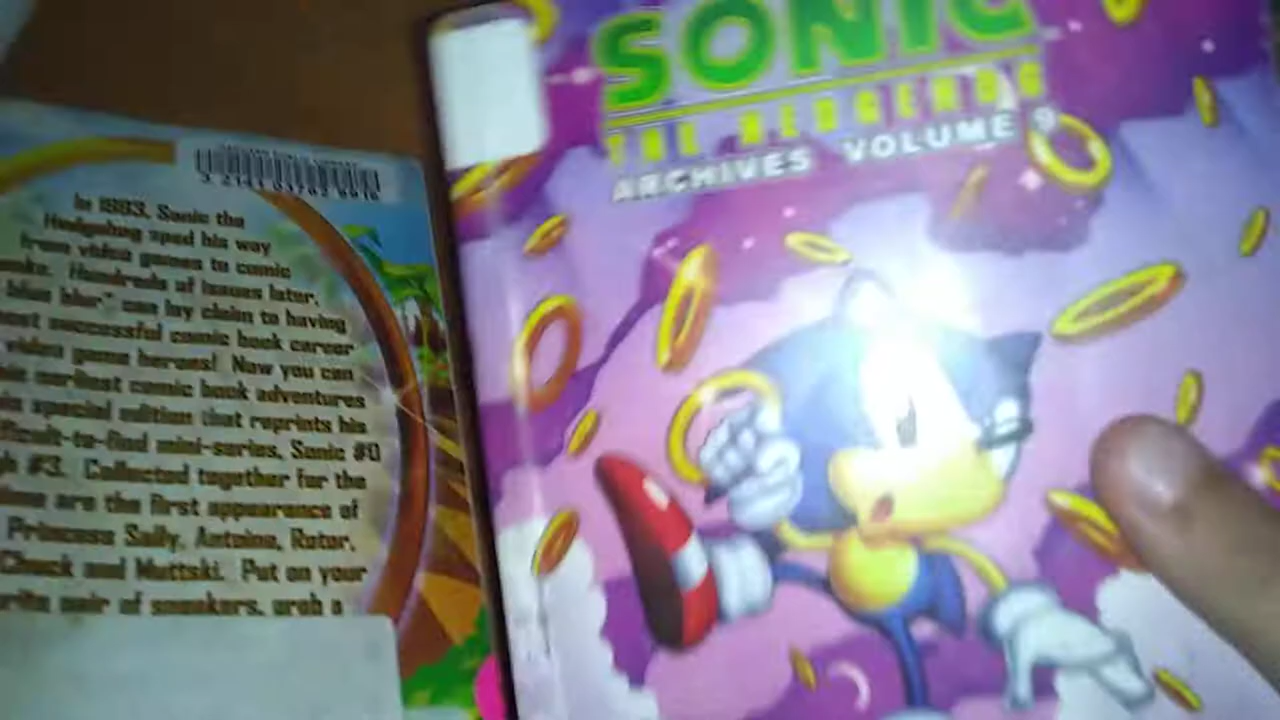 In 1993, Sonic the
Hedgehog sped his way
from video games to comic
Hundreds of issues later,
blue blur" can lay claim to having
most successful comic book career
video game heroes! Now you can
earliest comic book adventures
special edition that reprints his
difficult-to-find mini-series, Sonic #0
#3. Collected together for the
are the first appearance of
Princess Sally, Antoine, Rotor,
Chuck and Muttski. Put on your
pair of sneakers, grab a
SONIC
THE HEDGEHOG
ARCHIVES VOLUME 9